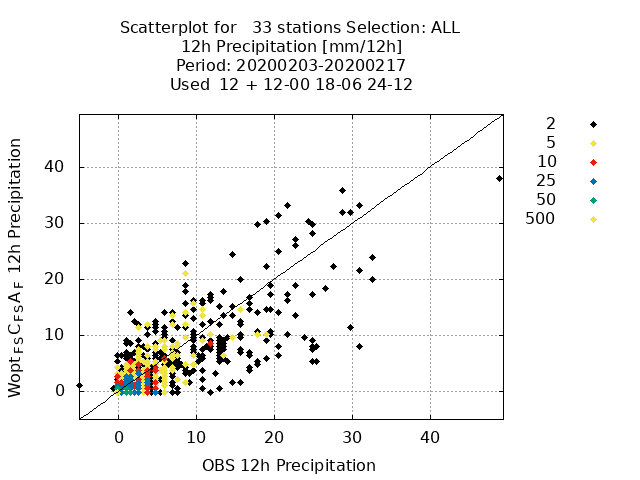 Scatterplot for   33 stations Selection: ALL
12h Precipitation [mm/12h]
Period: 20200203-20200217
Used  12 + 12-00 18-06 24-12
2
5
10
25
50
500
40
30
20
10
0
Wopt FS C FS A F 12h Precipitation
0 10 20 30 40
OBS 12h Precipitation